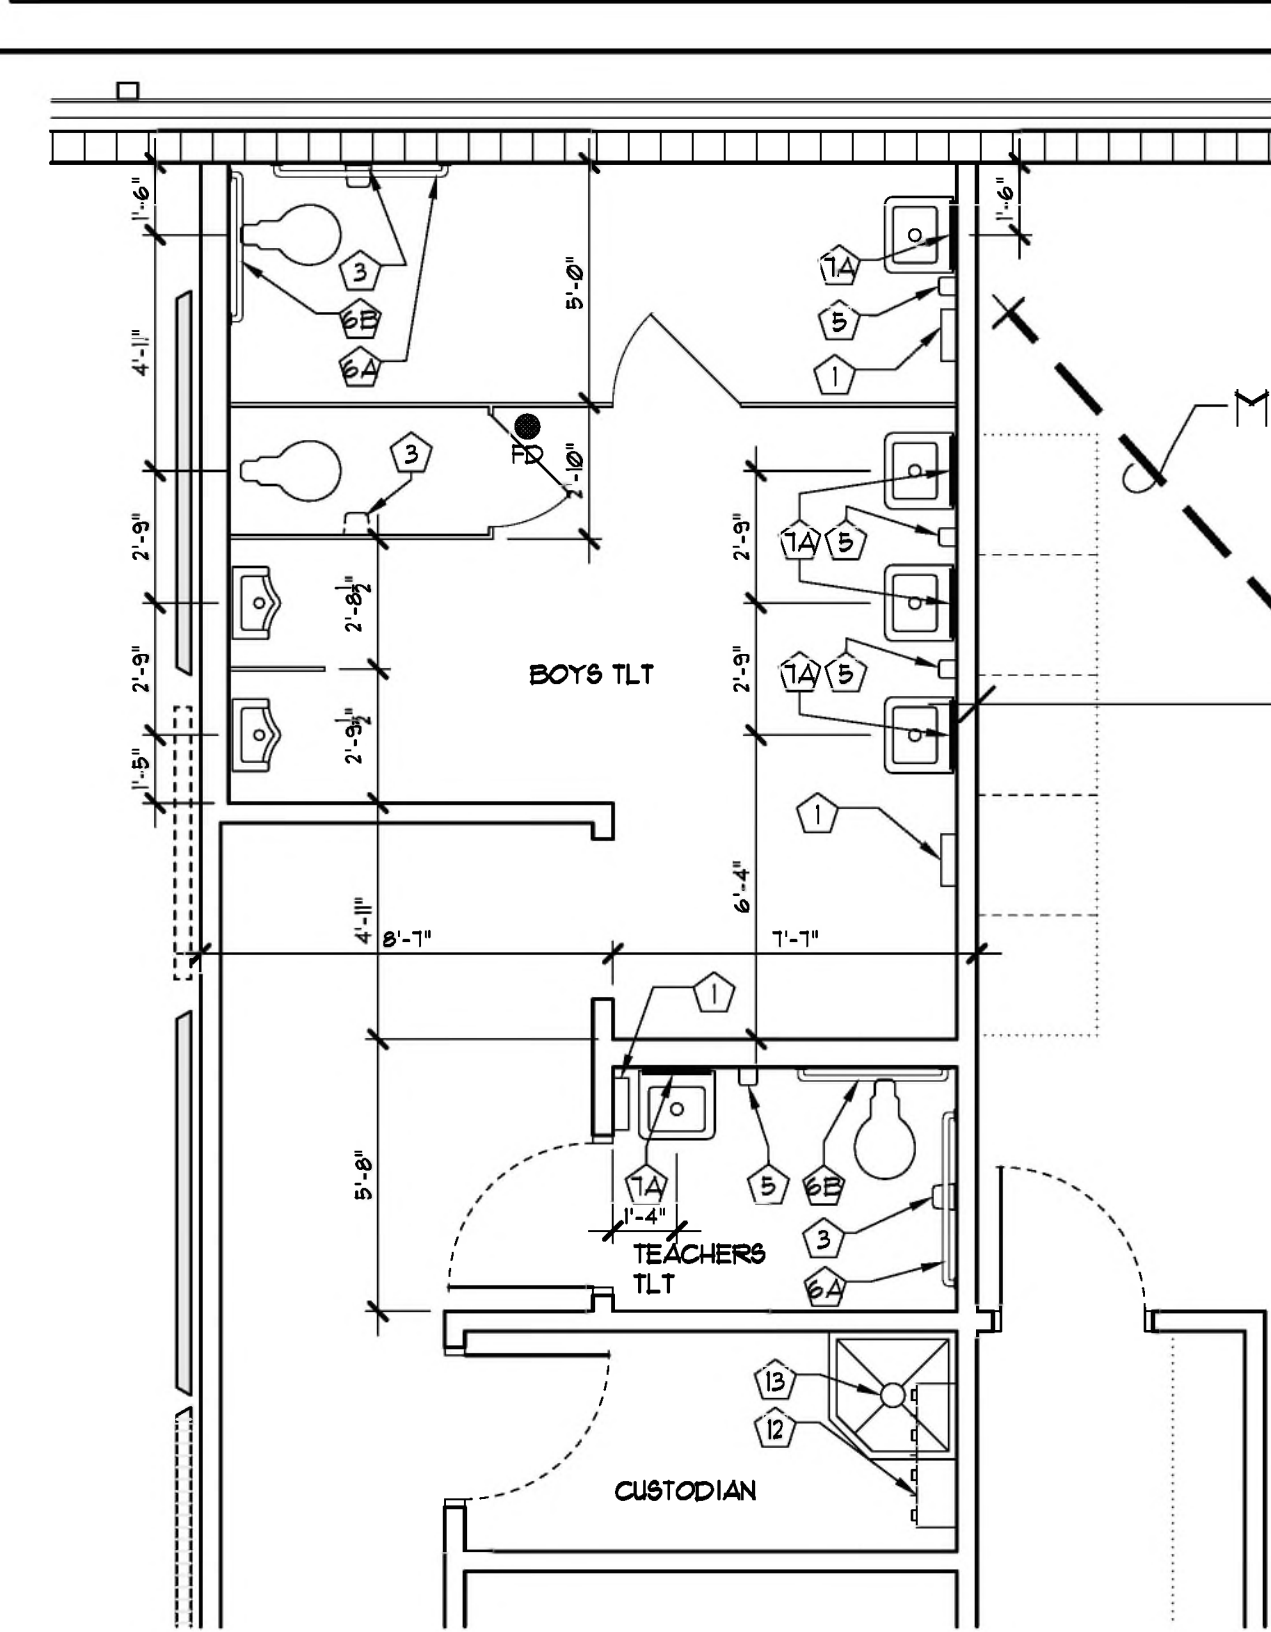 1'-6"
1'-6"
7A
3
5'-0"
5
6B
1
4'-11"
6A
3
FD
2'-10"
2'-9"
7A
5
2'-9"
2'-8½"
BOYS TLT
2'-9"
7A
5
2'-9"
2'-9½"
1'-5"
1
6'-4"
4'-11"
8'-7"
7'-7"
1
5'-8"
7A
5
6B
1'-4"
3
TEACHERS
TLT
6A
13
12
CUSTODIAN